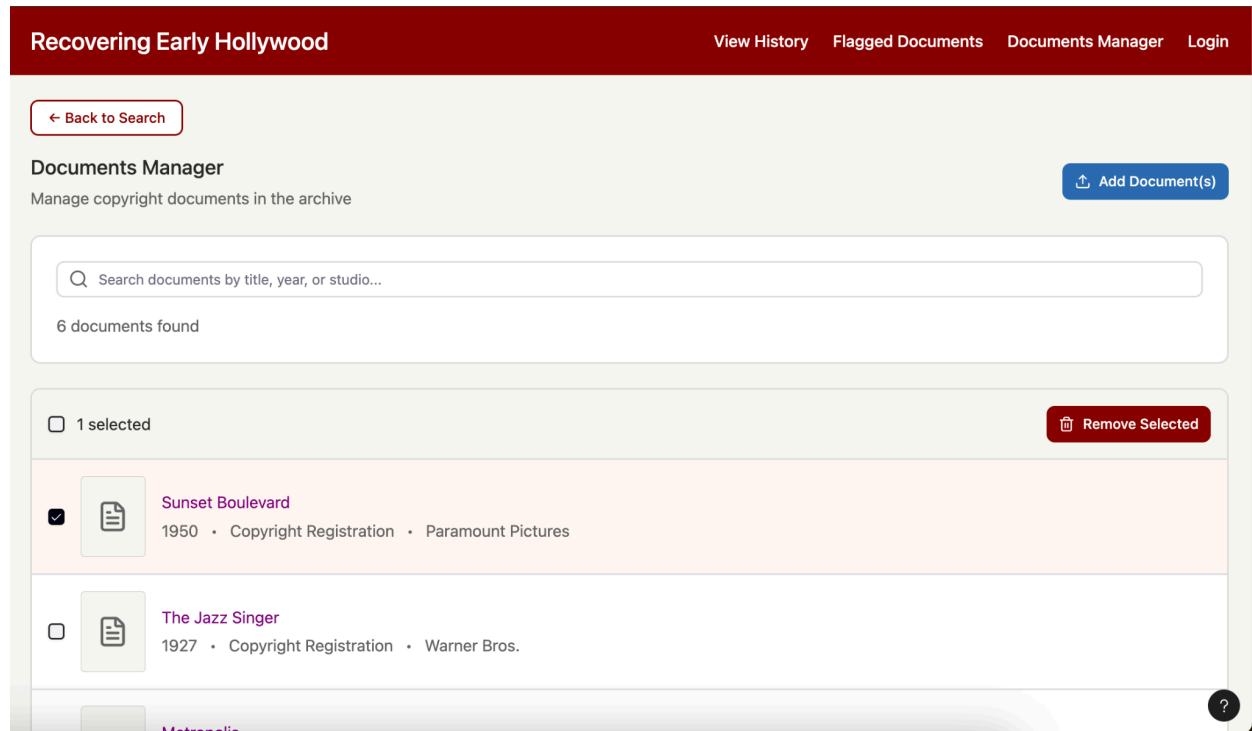 Recovering Early Hollywood
View History Flagged Documents Documents Manager Login
← Back to Search
Documents Manager
Manage copyright documents in the archive
Add Document(s)
Search documents by title, year, or studio...
6 documents found
1 selected
Remove Selected
Sunset Boulevard
1950 • Copyright Registration • Paramount Pictures
The Jazz Singer
1927 • Copyright Registration • Warner Bros.
Metropolis
?